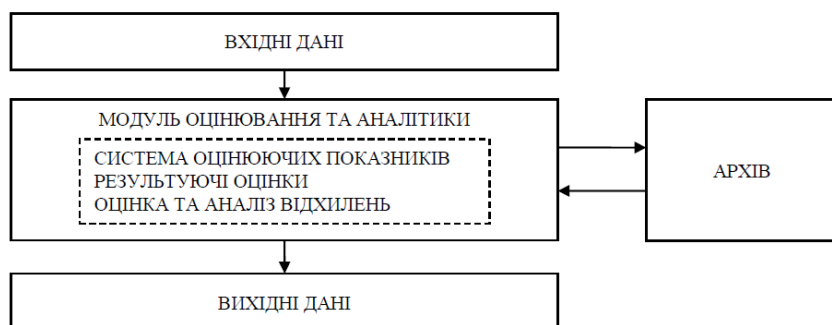 ВХІДНІ ДАНІ
МОДУЛЬ ОЦІНЮВАННЯ ТА АНАЛІТИКИ
СИСТЕМА ОЦІНЮЮЧИХ ПОКАЗНИКІВ
РЕЗУЛЬТУЮЧІ ОЦІНКИ
ОЦІНКА ТА АНАЛІЗ ВІДХИЛЕНЬ
АРХІВ
ВИХІДНІ ДАНІ